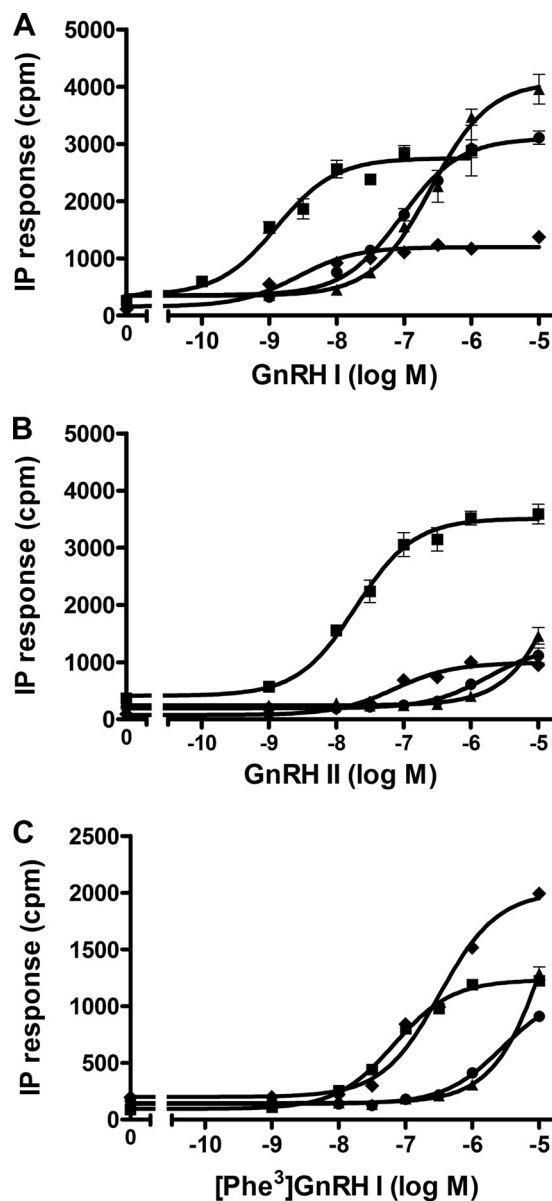 A
IP response (cpm)
5000
4000
3000
2000
1000
0
0 -10 -9 -8 -7 -6 -5
GnRH I (log M)
B
IP response (cpm)
5000
4000
3000
2000
1000
0
0 -10 -9 -8 -7 -6 -5
GnRH II (log M)
C
IP response (cpm)
2500
2000
1500
1000
500
0
0 -10 -9 -8 -7 -6 -5
[Phe³]GnRH I (log M)